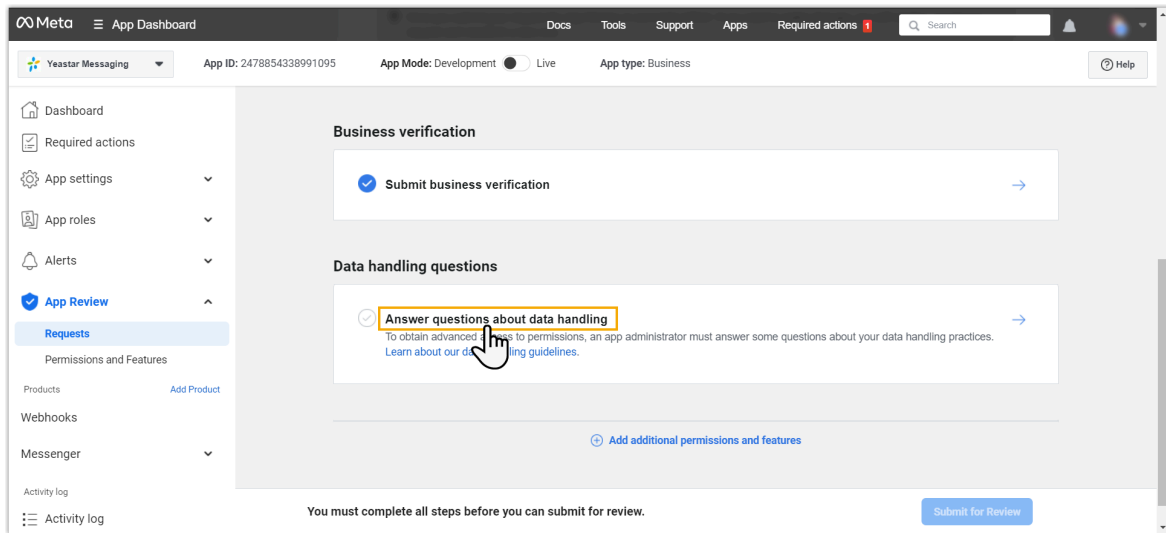 Meta App Dashboard Docs Tools Support Apps Required actions 1 Search
Yeastar Messaging App ID: 2478854338991095 App Mode: Development Live App type: Business Help
Dashboard
Required actions
App settings
App roles
Alerts
App Review
Requests
Permissions and Features
Products Add Product
Webhooks
Messenger
Activity log
Activity log
Business verification
Submit business verification
Data handling questions
Answer questions about data handling
To obtain advanced to permissions, an app administrator must answer some questions about your data handling practices.
Learn about our guidelines.
Add additional permissions and features
You must complete all steps before you can submit for review. Submit for Review